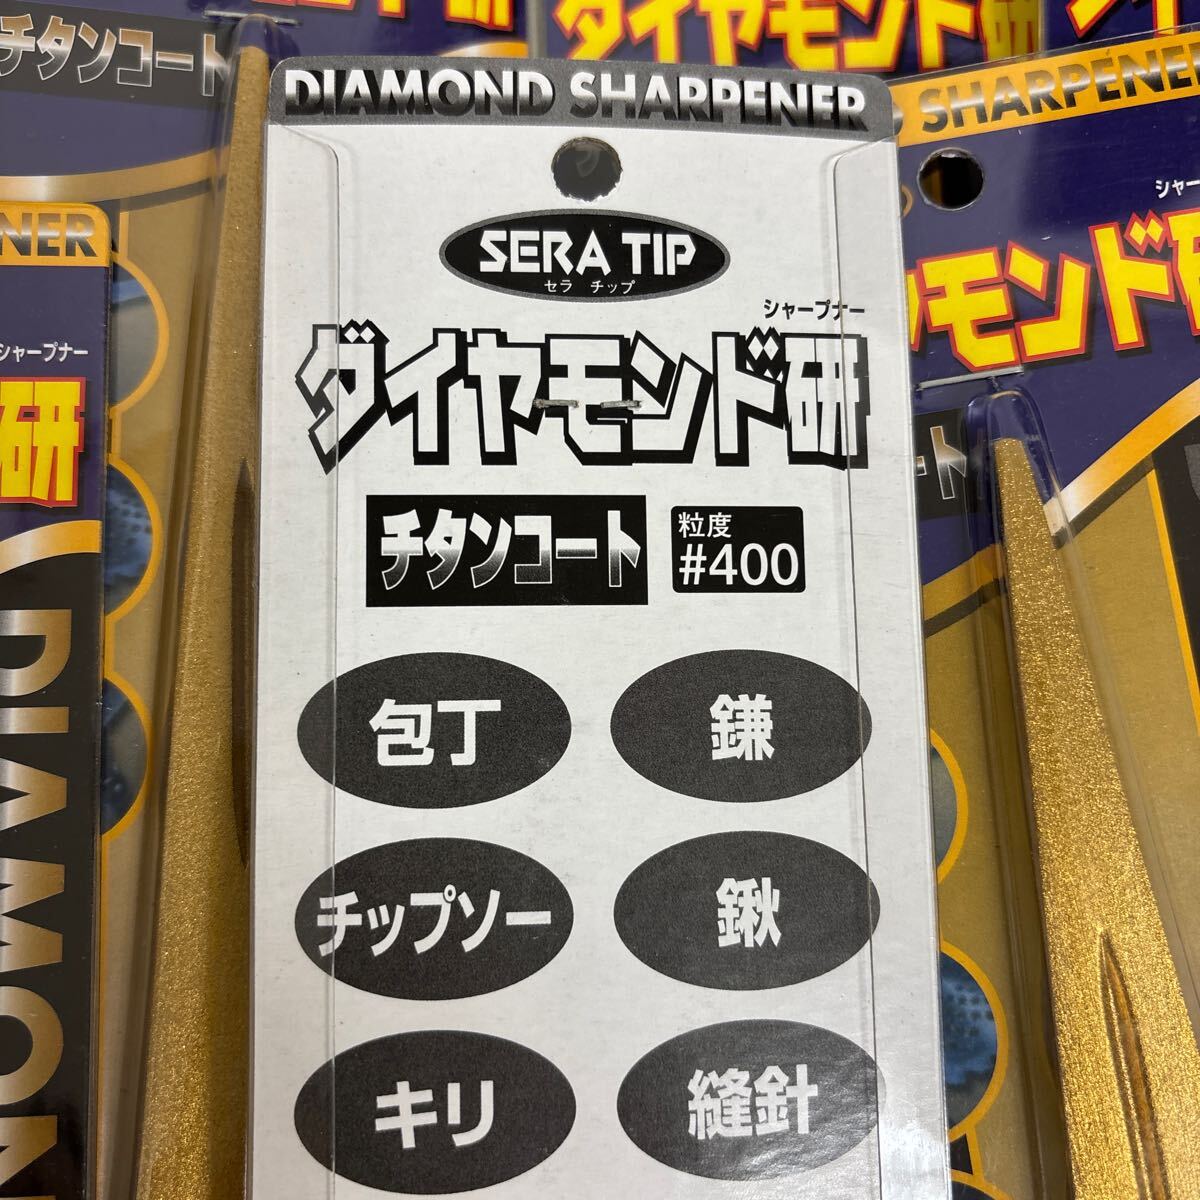 チタンコート
ダイヤモンド研
DIAMOND SHARPENER
SERA TIP
セラ チップ
シャープナー
ダイヤモンド研
チタンコート
粒度
#400
包丁
鎌
チップソー
鍬
キリ
縫針
NER
シャープナー
研
DIAMON
D SHARPENER
シャー
ヤモンド研
コート